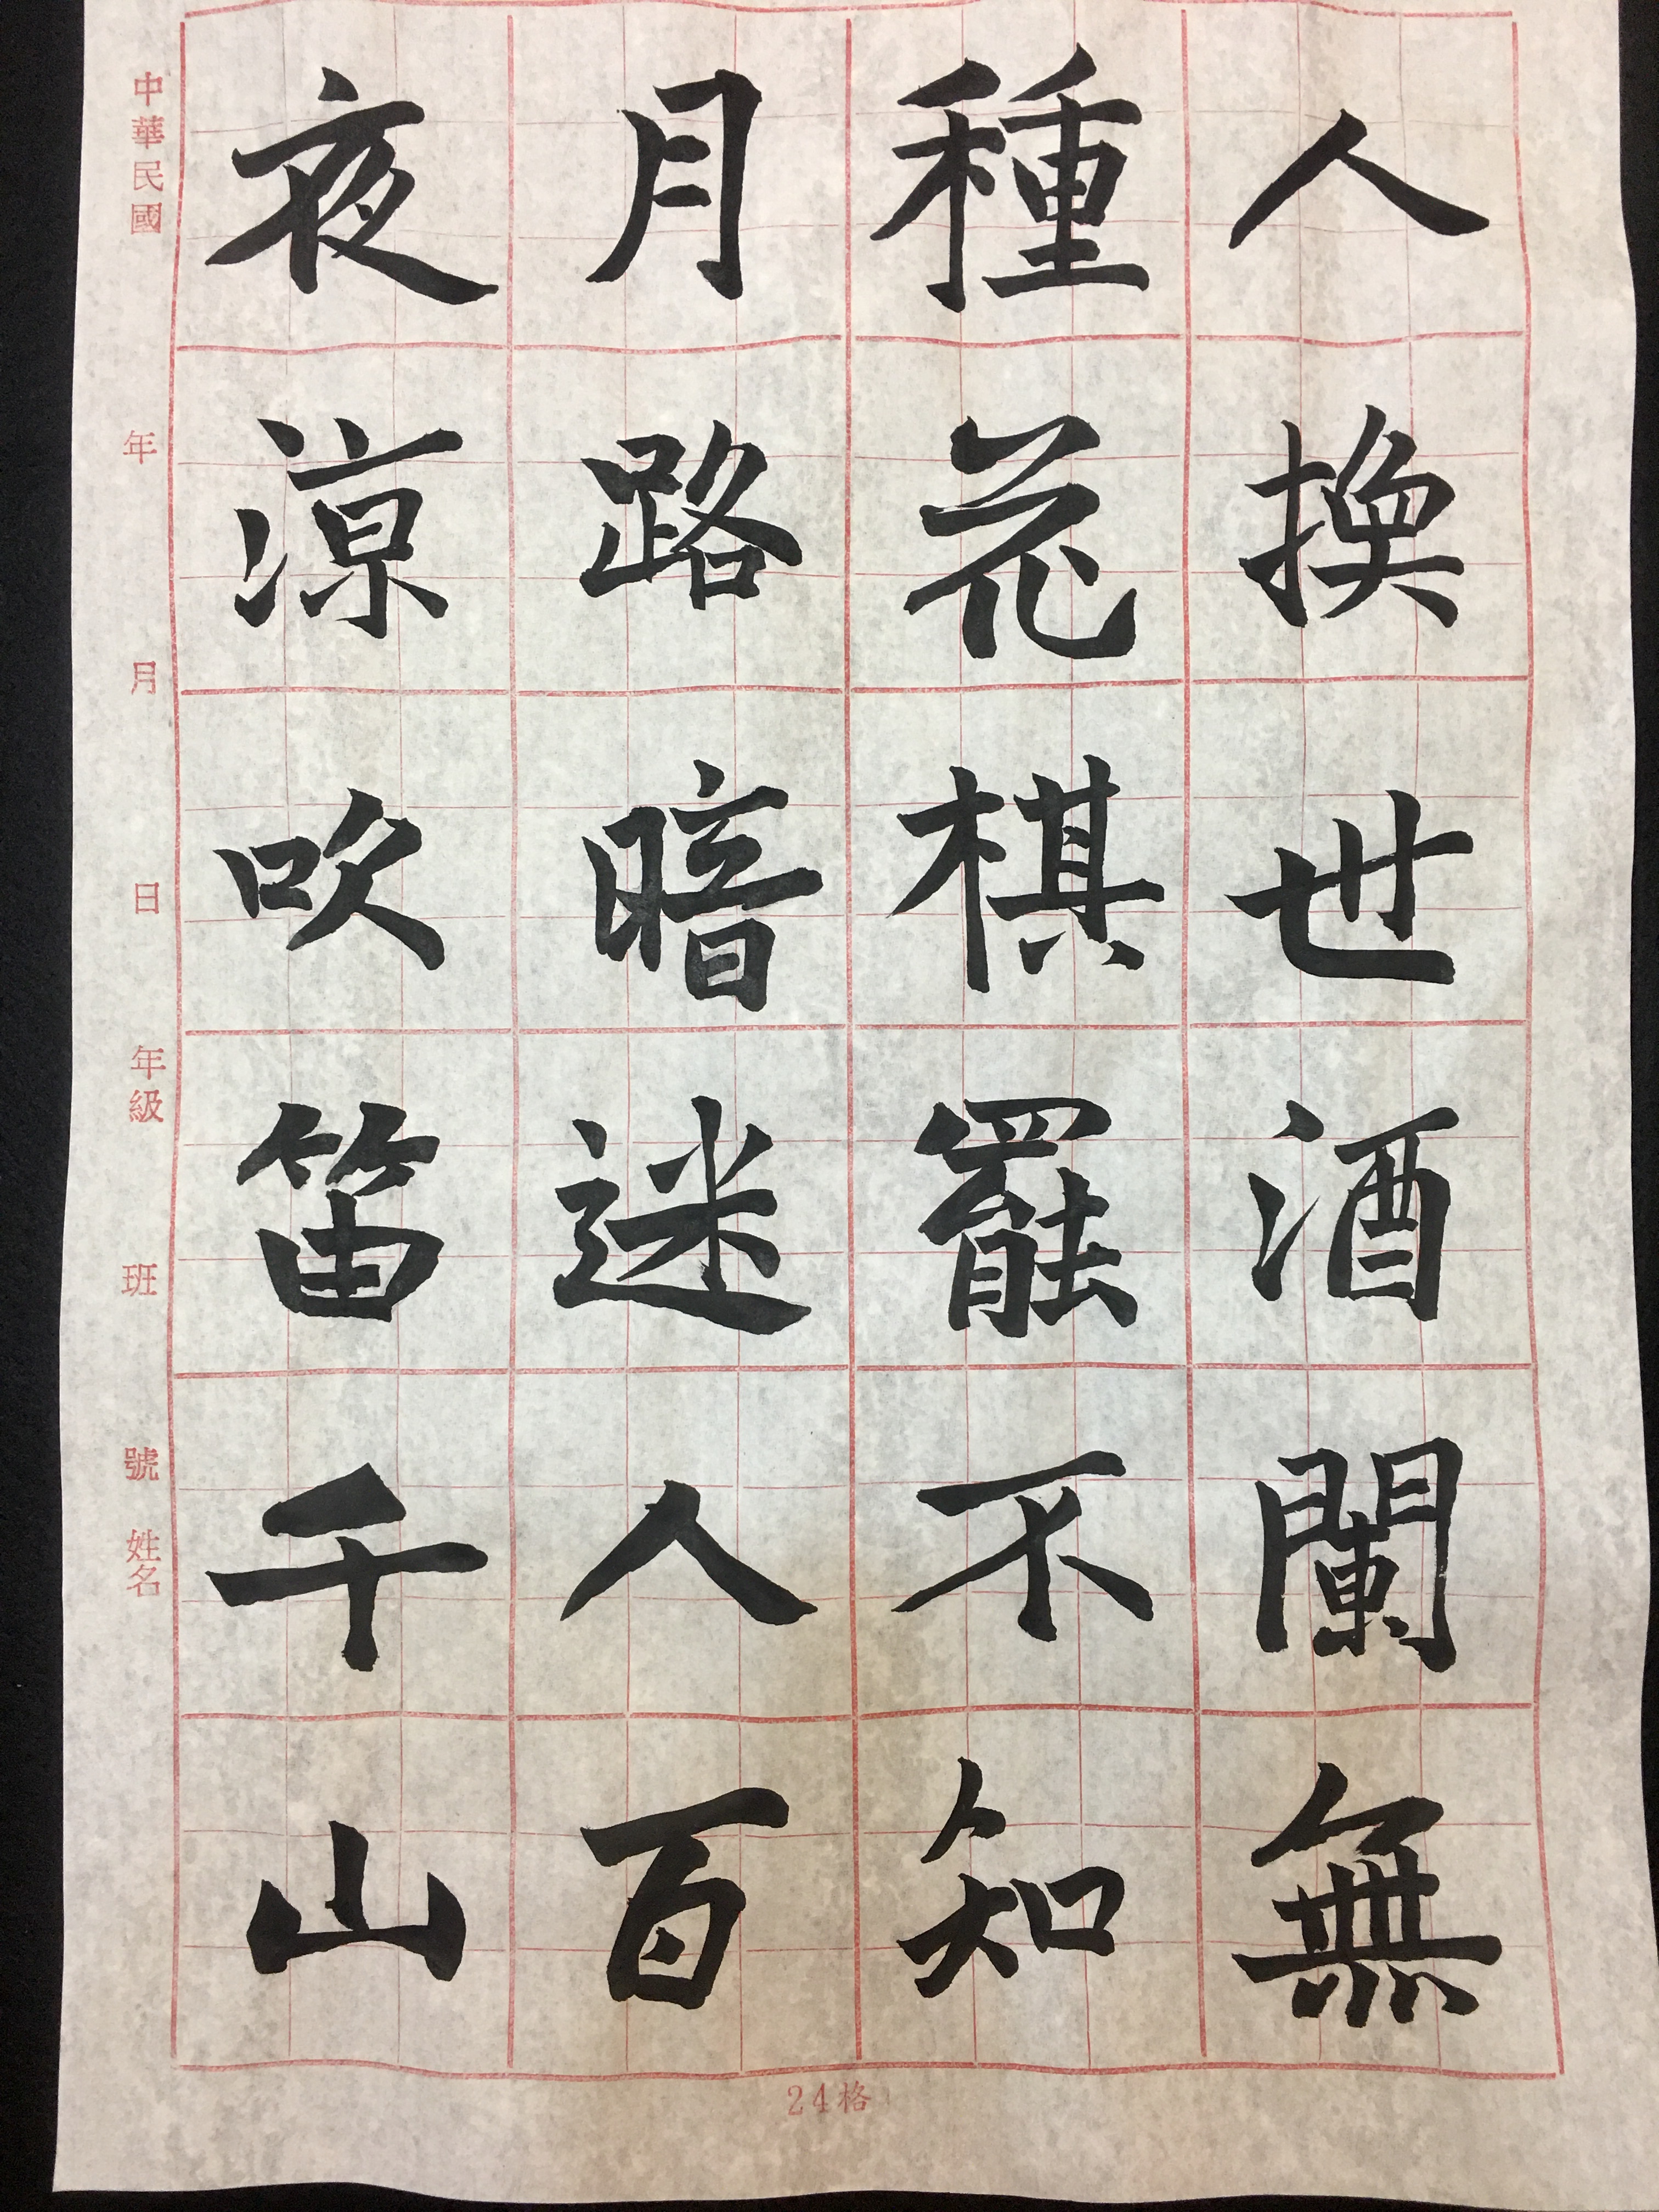 夜涼吹笛千山
月路暗迷人百
種花棋罷不知
人換世酒闌無
中華民國 年 月 日 年級 班 號 姓名
24格